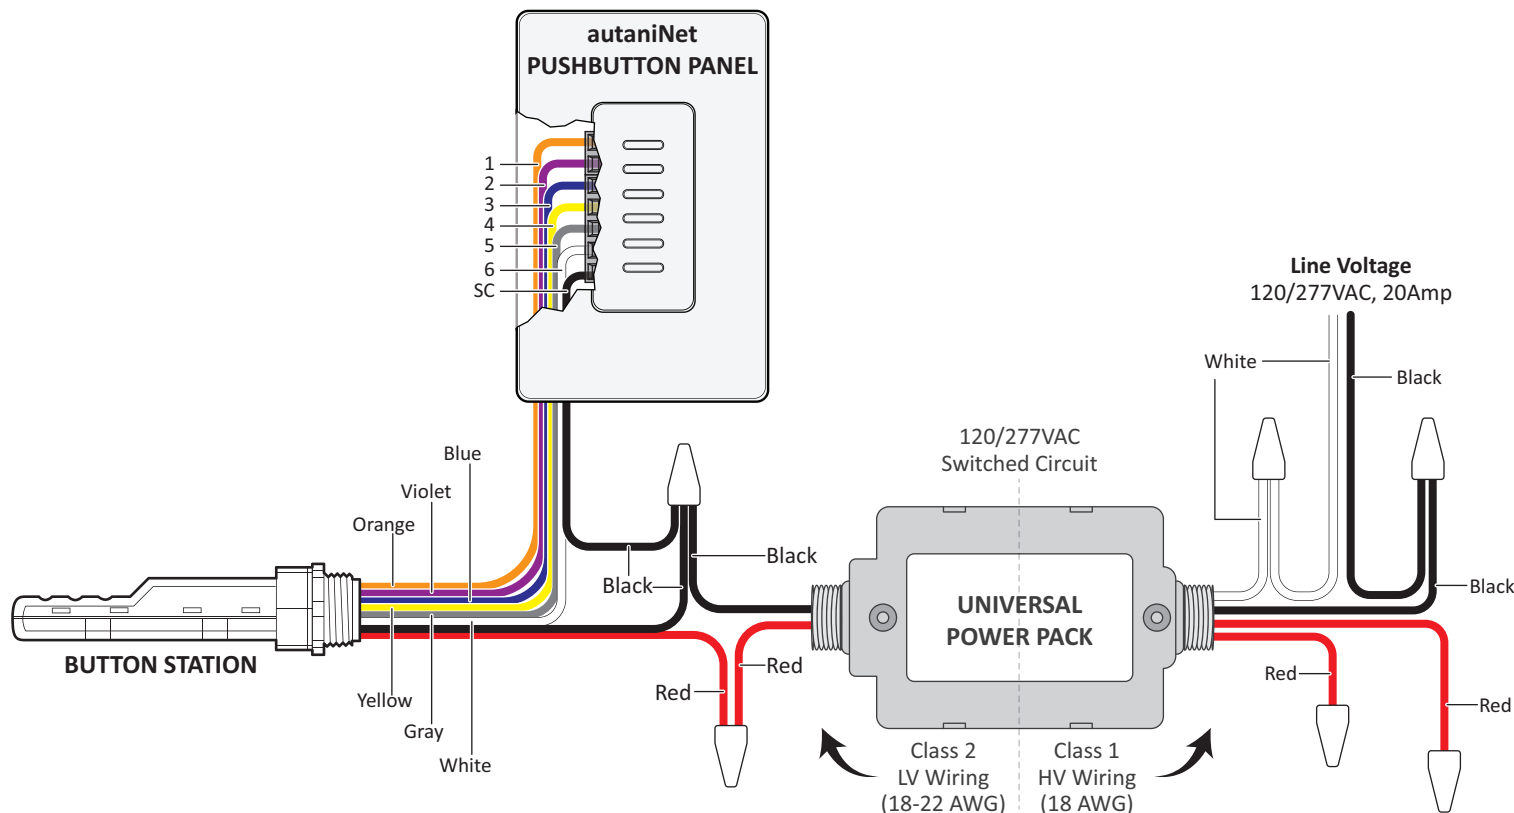 autaniNet
PUSHBUTTON PANEL
1
2
3
4
5
6
SC
Line Voltage
120/277VAC, 20Amp
White
Black
120/277VAC
Switched Circuit
Blue
Violet
Orange
Black
Black
Black
UNIVERSAL
POWER PACK
BUTTON STATION
Red
Red
Red
Red
Yellow
Gray
White
Class 2
LV Wiring
(18-22 AWG)
Class 1
HV Wiring
(18 AWG)